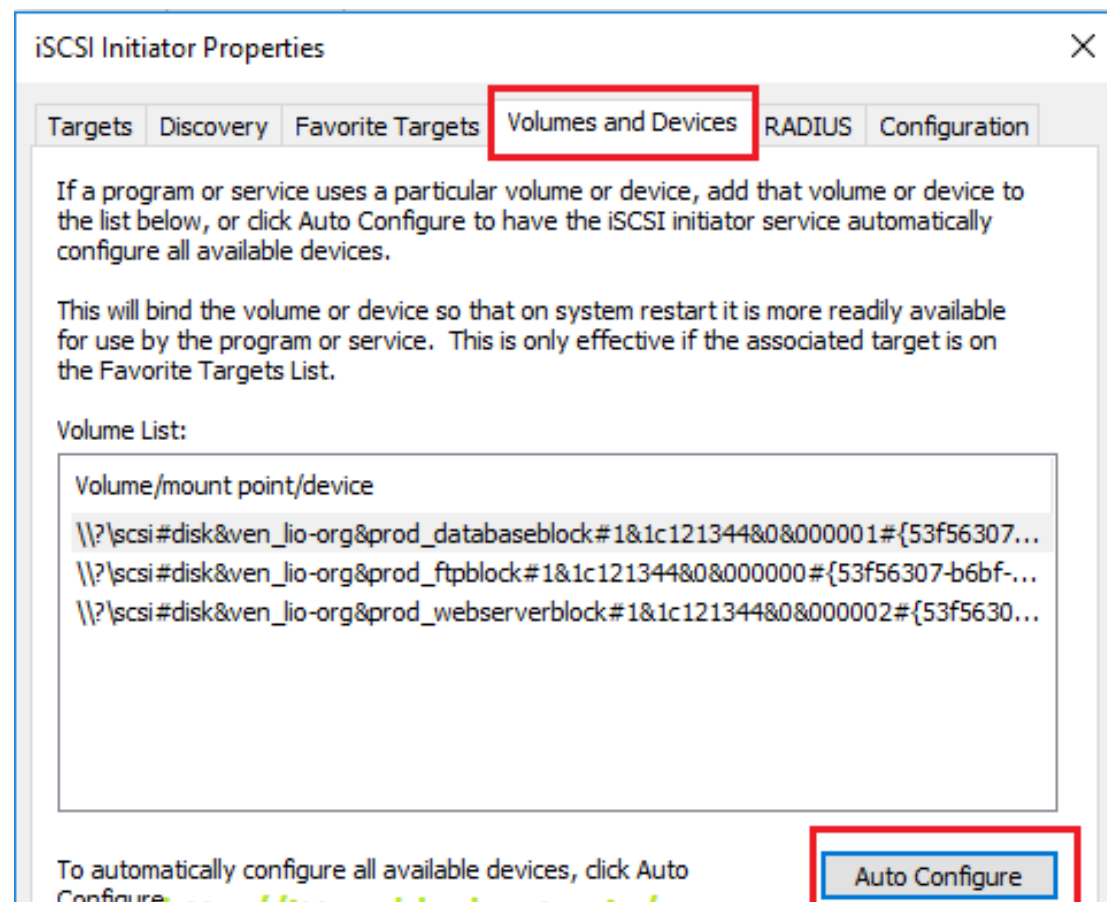 iSCSI Initiator Properties
Targets Discovery Favorite Targets Volumes and Devices RADIUS Configuration
If a program or service uses a particular volume or device, add that volume or device to
the list below, or click Auto Configure to have the iSCSI initiator service automatically
configure all available devices.
This will bind the volume or device so that on system restart it is more readily available
for use by the program or service. This is only effective if the associated target is on
the Favorite Targets List.
Volume List:
Volume/mount point/device
\\?\scsi#disk&ven_lio-org&prod_databaseblock#1&1c121344&0&000001#{53f56307...
\\?\scsi#disk&ven_lio-org&prod_ftpblock#1&1c121344&0&000000#{53f56307-b6bf-...
\\?\scsi#disk&ven_lio-org&prod_webserverblock#1&1c121344&0&000002#{53f5630...
To automatically configure all available devices, click Auto
Configure
Auto Configure